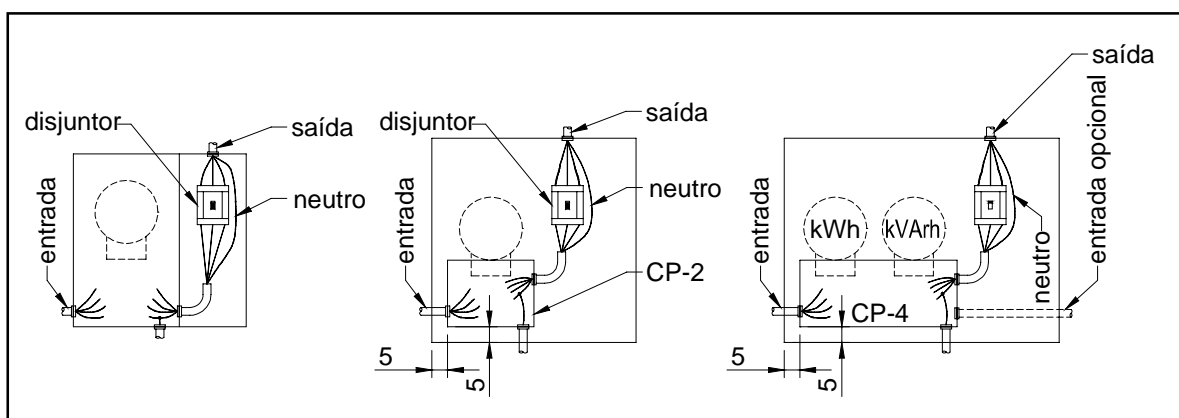 saída
disjuntor
neutro
entrada
saída
disjuntor
neutro
entrada
CP-2
5
5
saída
entrada
kWh
kVArh
neutro
entrada opcional
CP-4
5
5